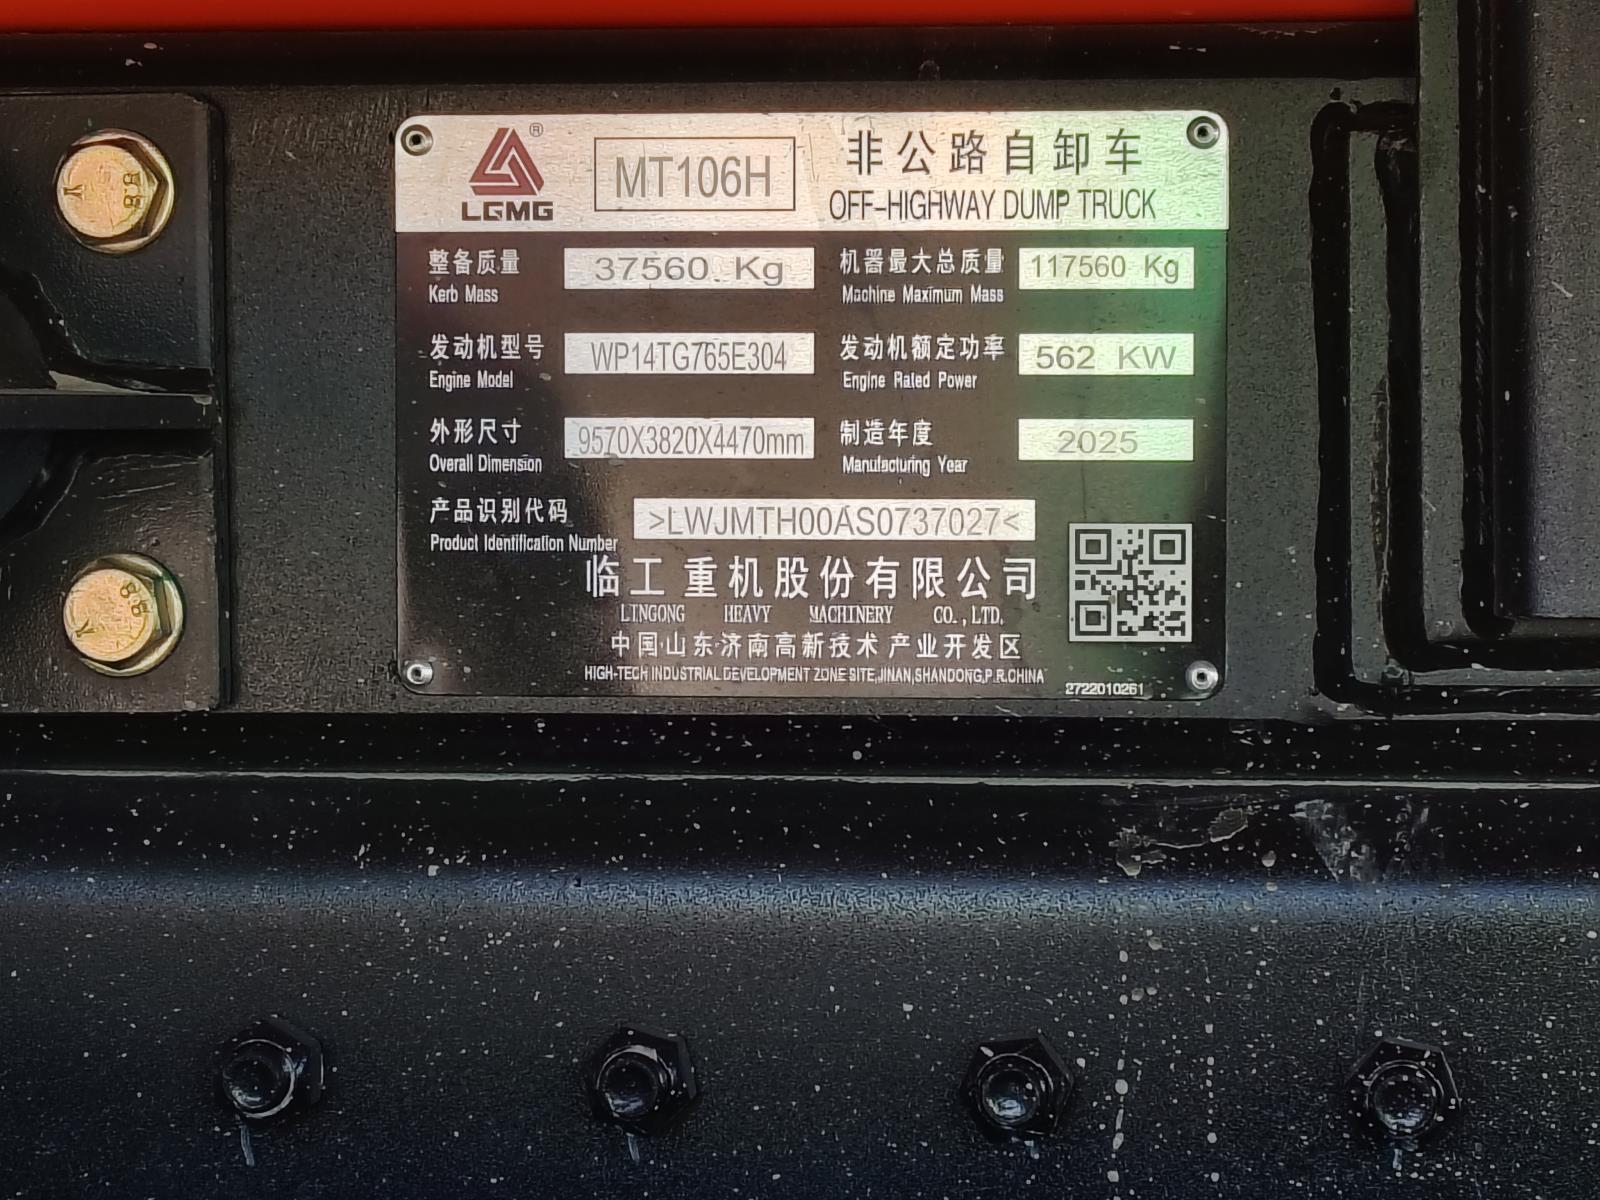 LGMG ®
MT106H
非公路自卸车
OFF-HIGHWAY DUMP TRUCK
整备质量
Kerb Mass
37560 Kg
机器最大总质量
Machine Maximum Mass
117560 Kg
发动机型号
Engine Model
WP14TG765E304
发动机额定功率
Engine Rated Power
562 KW
外形尺寸
Overall Dimension
9570X3820X4470mm
制造年度
Manufacturing Year
2025
产品识别代码
Product Identification Number
>LWJMTH00AS0737027<
临工重机股份有限公司
LINGONG HEAVY MACHINERY CO.,LTD.
中国·山东·济南高新技术产业开发区
HIGH-TECH INDUSTRIAL DEVELOPMENT ZONE SITE,JINAN,SHANDONG,P.R.CHINA
2722010261
8.8
Y
8.8
Y